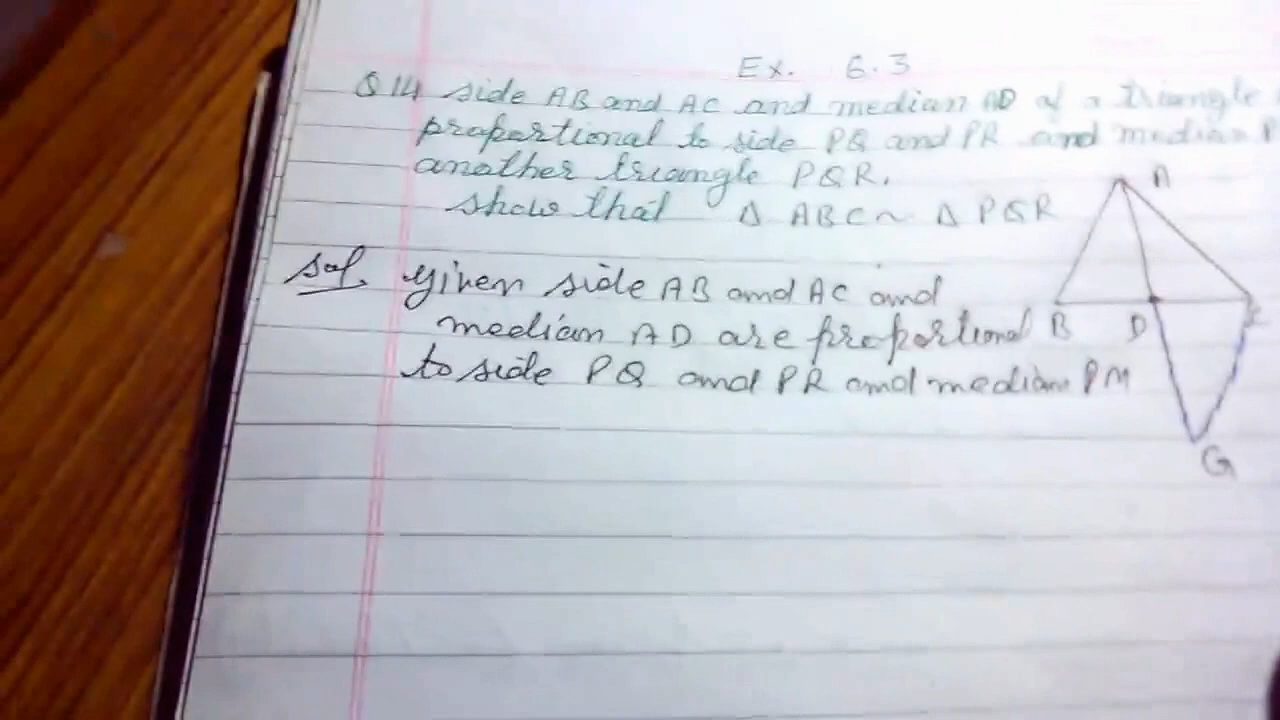 Ex. 6.3
Q 14 side AB and AC and median AD of a triangle
proportional to side PQ and PR and median P
another triangle PQR.
show that Δ ABC ~ Δ PQR
A
Sol. Given side AB and AC and
median AD are proportional
B D C
to side PQ and PR and median PM
G